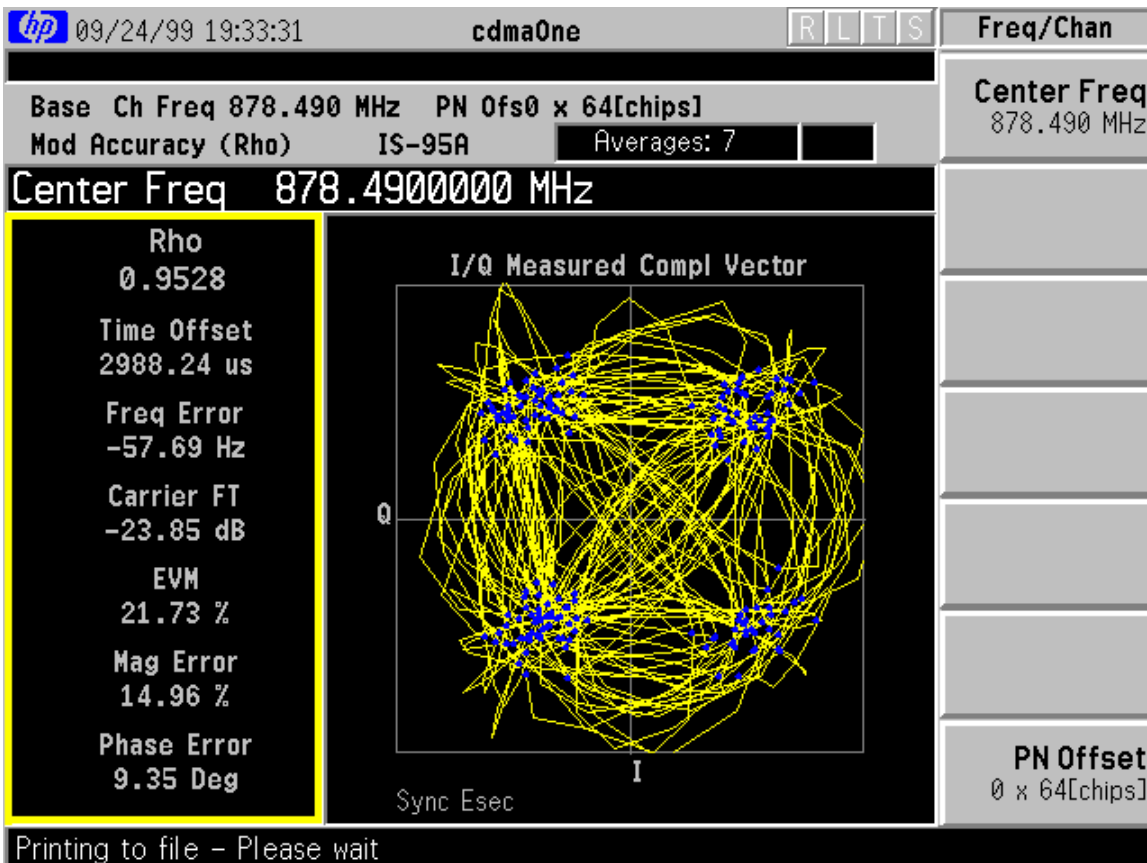 hp 09/24/99 19:33:31 cdmaOne R L T S Freq/Chan
Base Ch Freq 878.490 MHz PN Ofs0 x 64[chips]
Mod Accuracy (Rho) IS-95A Averages: 7
Center Freq 878.4900000 MHz
Rho
0.9528
Time Offset
2988.24 us
Freq Error
-57.69 Hz
Carrier FT
-23.85 dB
EVM
21.73 %
Mag Error
14.96 %
Phase Error
9.35 Deg
I/Q Measured Compl Vector
Q
I
Sync Esec
Center Freq
878.490 MHz
PN Offset
0 x 64[chips]
Printing to file - Please wait